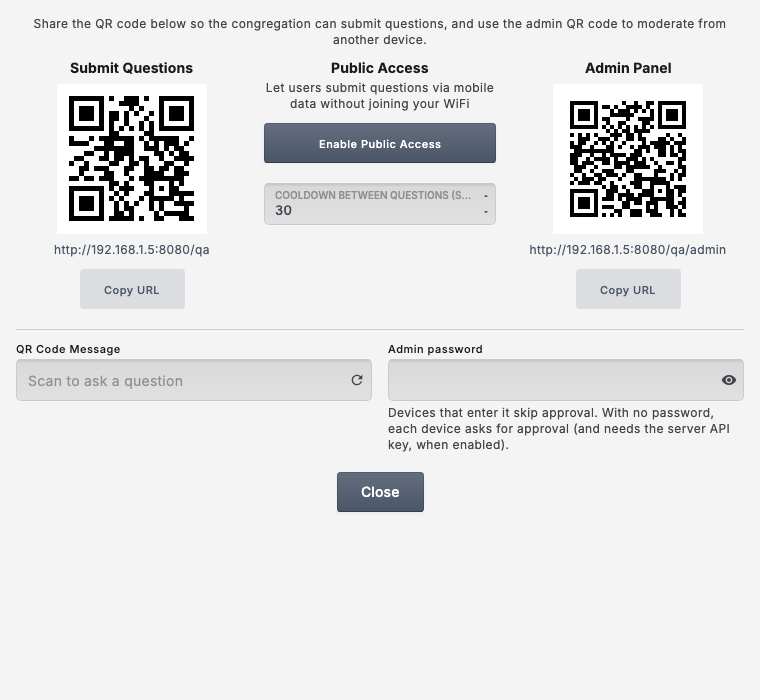 Share the QR code below so the congregation can submit questions, and use the admin QR code to moderate from
another device.
Submit Questions
http://192.168.1.5:8080/qa
Copy URL
Public Access
Let users submit questions via mobile
data without joining your WiFi
Enable Public Access
COOLDOWN BETWEEN QUESTIONS (S...
30
Admin Panel
http://192.168.1.5:8080/qa/admin
Copy URL
QR Code Message
Scan to ask a question
Admin password
Devices that enter it skip approval. With no password,
each device asks for approval (and needs the server API
key, when enabled).
Close